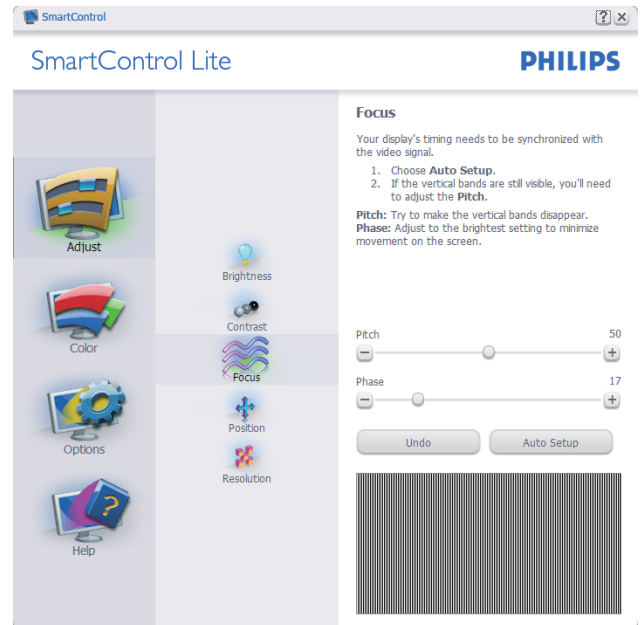 SmartControl
SmartControl Lite
PHILIPS
Adjust
Color
Options
Help
Brightness
Contrast
Focus
Position
Resolution
Focus
Your display's timing needs to be synchronized with
the video signal.
1. Choose Auto Setup.
2. If the vertical bands are still visible, you'll need
to adjust the Pitch.
Pitch: Try to make the vertical bands disappear.
Phase: Adjust to the brightest setting to minimize
movement on the screen.
Pitch 50
Phase 17
Undo Auto Setup